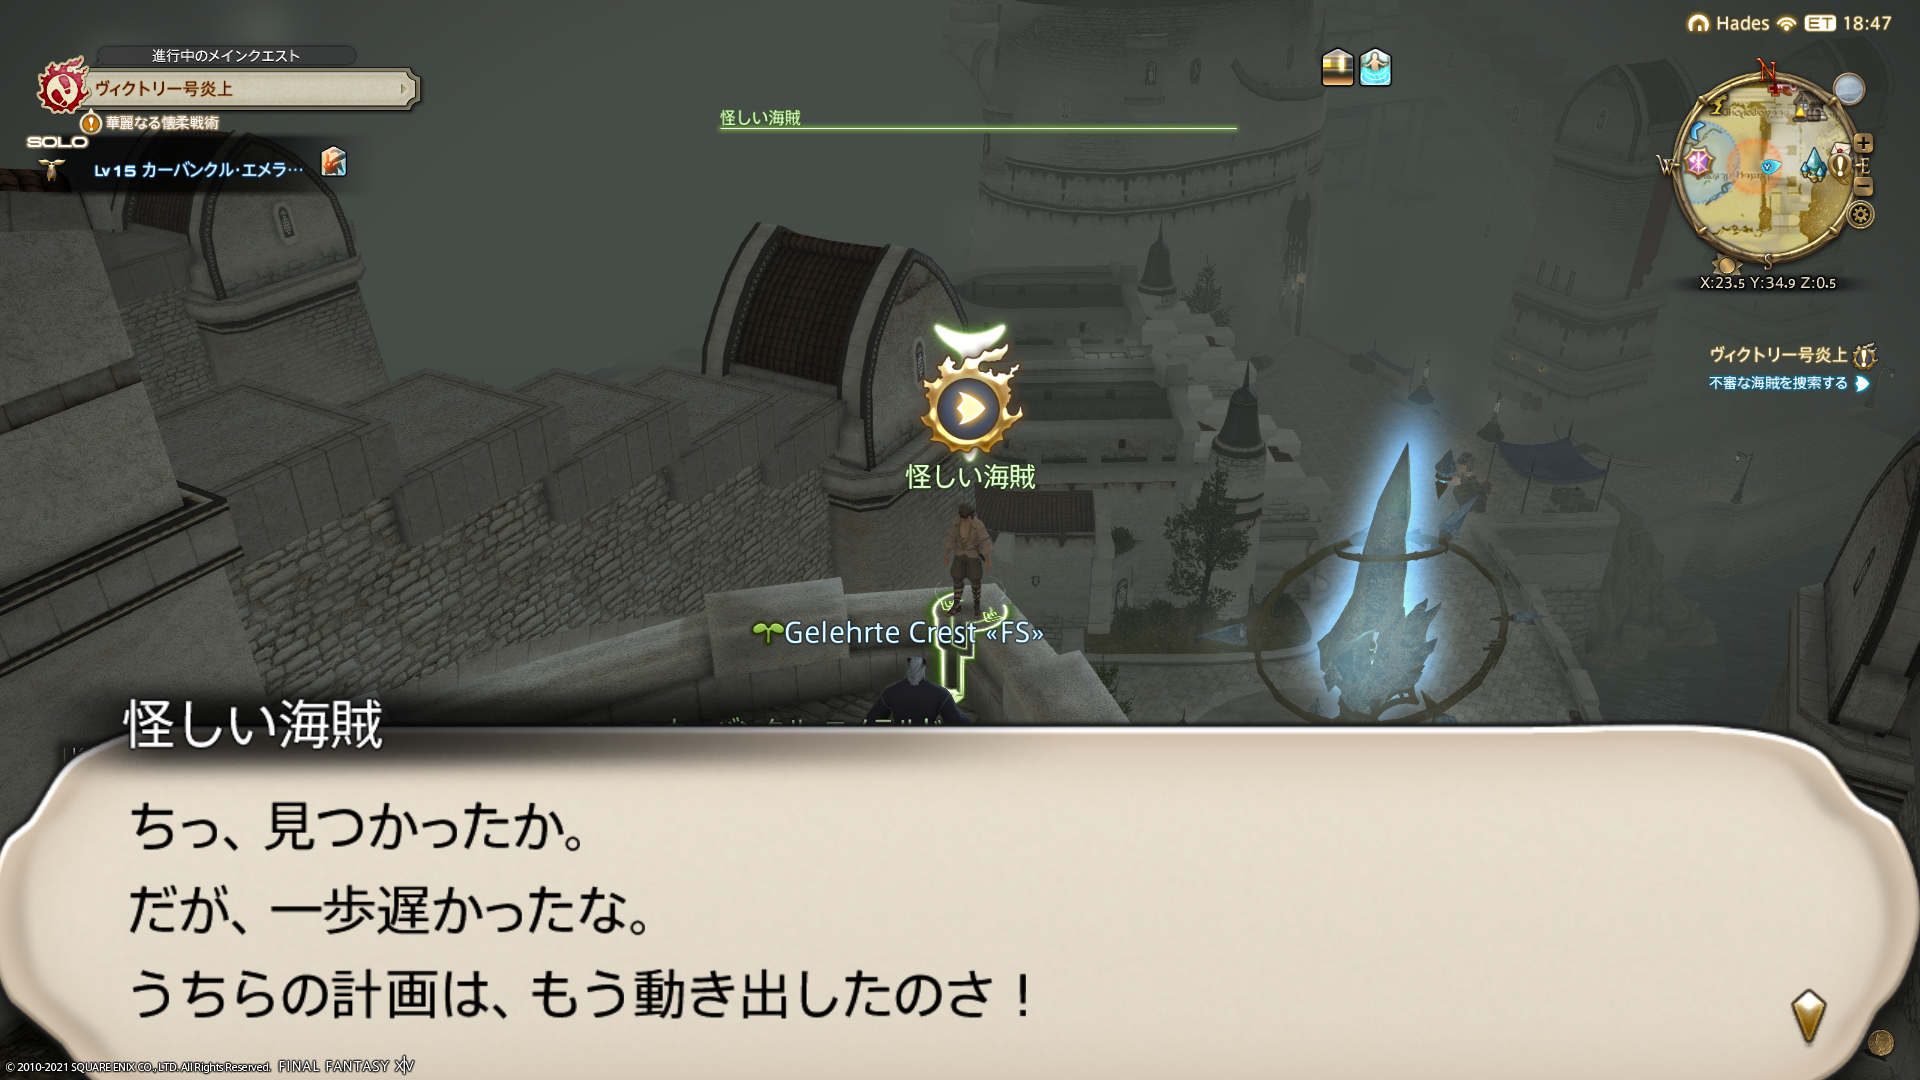 Hades ET 18:47
進行中のメインクエスト
ヴィクトリー号炎上
華麗なる懐柔戦術
SOLO
Lv15 カーバンクル・エメラ…
怪しい海賊
N
W
E
S
X:23.5 Y:34.9 Z:0.5
ヴィクトリー号炎上
不審な海賊を捜索する
怪しい海賊
Gelehrte Crest «FS»
怪しい海賊
ちっ、見つかったか。
だが、一歩遅かったな。
うちらの計画は、もう動き出したのさ！
© 2010-2021 SQUARE ENIX CO., LTD. All Rights Reserved. FINAL FANTASY XIV